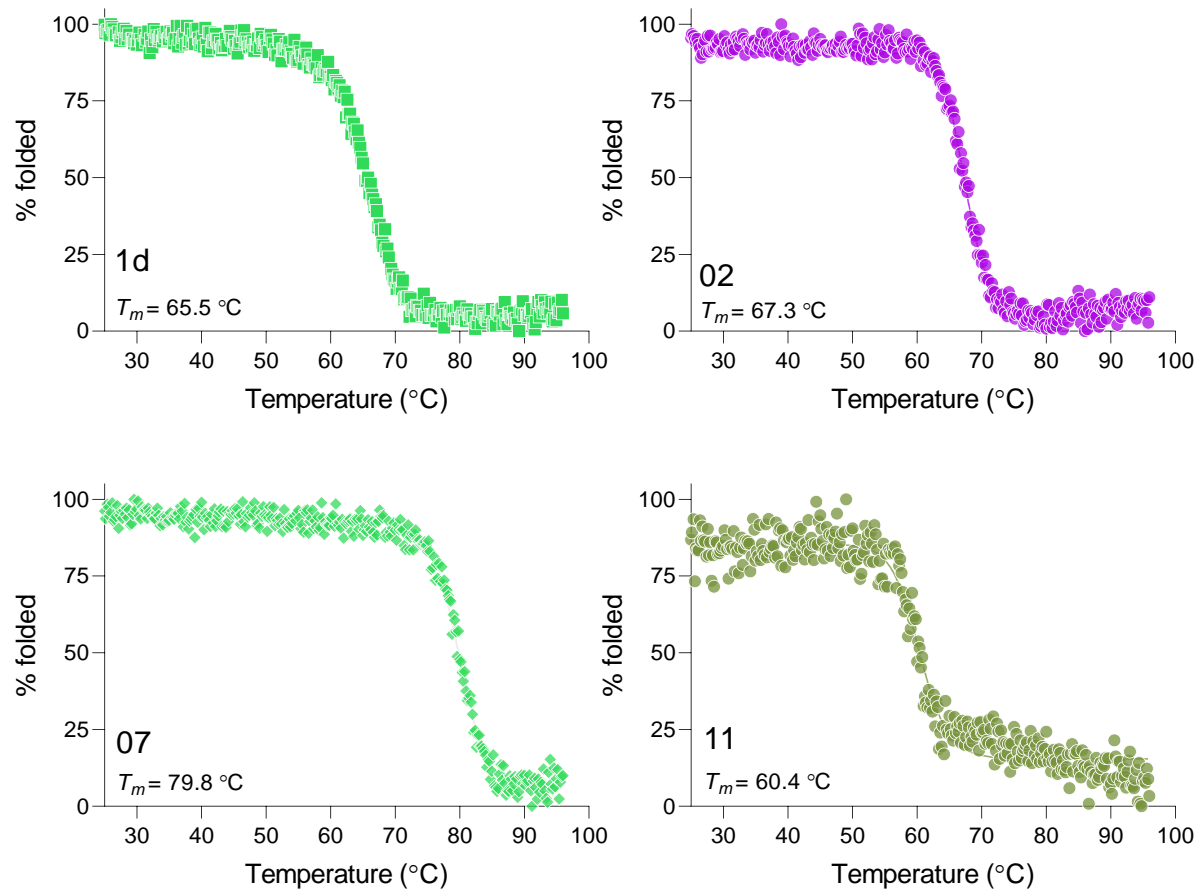 100
75
50
25
0
% folded
1d
Tm = 65.5 °C
30 40 50 60 70 80 90 100
Temperature (°C)
100
75
50
25
0
% folded
02
Tm = 67.3 °C
30 40 50 60 70 80 90 100
Temperature (°C)
100
75
50
25
0
% folded
07
Tm = 79.8 °C
30 40 50 60 70 80 90 100
Temperature (°C)
100
75
50
25
0
% folded
11
Tm = 60.4 °C
30 40 50 60 70 80 90 100
Temperature (°C)